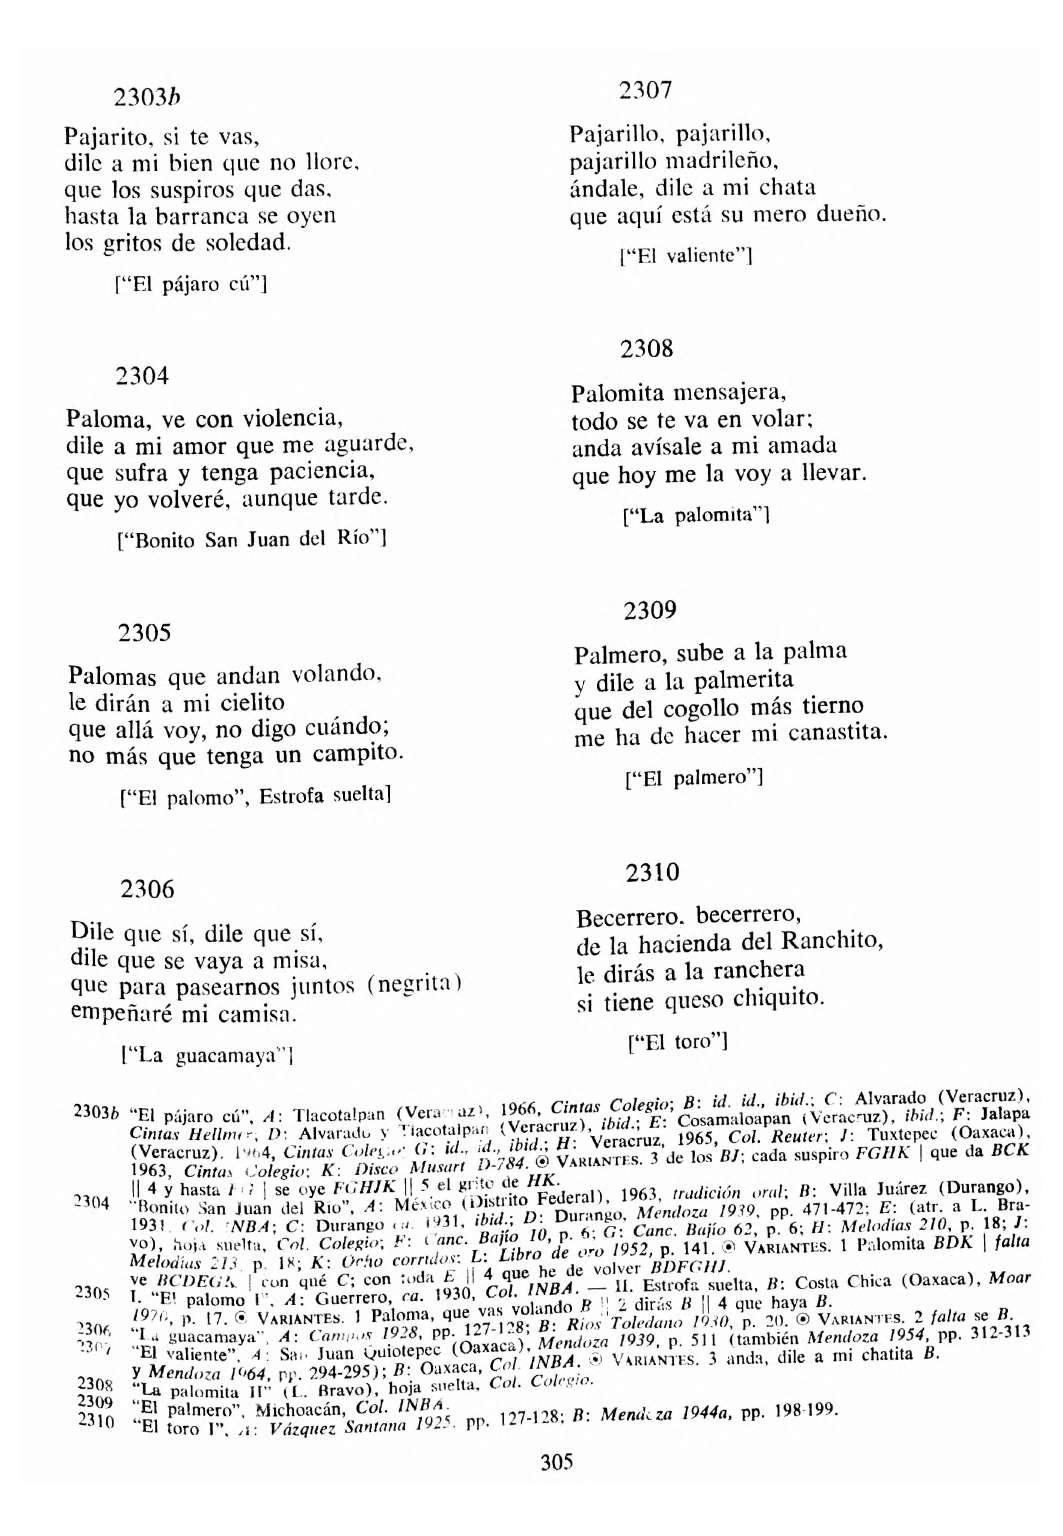 2303b
Pajarito, si te vas,
dile a mi bien que no llore,
que los suspiros que das,
hasta la barranca se oyen
los gritos de soledad.
[“El pájaro cú”]
2304
Paloma, ve con violencia,
dile a mi amor que me aguarde,
que sufra y tenga paciencia,
que yo volveré, aunque tarde.
[“Bonito San Juan del Río”]
2305
Palomas que andan volando,
le dirán a mi cielito
que allá voy, no digo cuándo;
no más que tenga un campito.
[“El palomo”, Estrofa suelta]
2306
Dile que sí, dile que sí,
dile que se vaya a misa,
que para pasearnos juntos (negrita)
empeñaré mi camisa.
[“La guacamaya”]
2307
Pajarillo, pajarillo,
pajarillo madrileño,
ándale, dile a mi chata
que aquí está su mero dueño.
[“El valiente”]
2308
Palomita mensajera,
todo se te va en volar;
anda avísale a mi amada
que hoy me la voy a llevar.
[“La palomita”]
2309
Palmero, sube a la palma
y dile a la palmerita
que del cogollo más tierno
me ha de hacer mi canastita.
[“El palmero”]
2310
Becerrero, becerrero,
de la hacienda del Ranchito,
le dirás a la ranchera
si tiene queso chiquito.
[“El toro”]
2303b “El pájaro cú”, A: Tlacotalpan (Veracruz), 1966, Cintas Colegio; B: id. id., ibid.; C: Alvarado (Veracruz),
Cintas Hellmer; D: Alvarado y Tlacotalpan (Veracruz), ibid.; E: Cosamaloapan (Veracruz), ibid.; F: Jalapa
(Veracruz). 1964, Cintas Colegio; G: id., id., ibid.; H: Veracruz, 1965, Col. Reuter; J: Tuxtepec (Oaxaca),
1963, Cintas Colegio; K: Disco Musart D-784. ⊙ VARIANTES. 3 de los BJ; cada suspiro FGHK | que da BCK
|| 4 y hasta | se oye FGHJK || 5 el grito de HK.
2304 “Bonito San Juan del Río”, A: México (Distrito Federal), 1963, tradición oral; B: Villa Juárez (Durango),
1931, Col. INBA; C: Durango ca. 1931, ibid.; D: Durango, Mendoza 1939, pp. 471-472; E: (atr. a L. Bra-
vo), hoja suelta, Col. Colegio; F: Canc. Bajío 10, p. 6; G: Canc. Bajío 62, p. 6; H: Melodías 210, p. 18; J:
Melodías 213, p. 18; K: Ocho corridos; L: Libro de oro 1952, p. 141. ⊙ VARIANTES. 1 Palomita BDK | falta
ve BCDEGK | con qué C; con toda E || 4 que he de volver BDFGHJ.
2305 I. “El palomo I”, A: Guerrero, ca. 1930, Col. INBA. — II. Estrofa suelta, B: Costa Chica (Oaxaca), Moar
1970, p. 17. ⊙ VARIANTES. 1 Paloma, que vas volando B || 2 dirás B || 4 que haya B.
2306 “La guacamaya”, A: Campos 1928, pp. 127-128; B: Ríos Toledano 1930, p. 20. ⊙ VARIANTES. 2 falta se B.
2307 “El valiente”, A: San Juan Quiotepec (Oaxaca), Mendoza 1939, p. 511 (también Mendoza 1954, pp. 312-313
y Mendoza 1964, pp. 294-295); B: Oaxaca, Col. INBA. ⊙ VARIANTES. 3 anda, dile a mi chatita B.
2308 “La palomita II” (L. Bravo), hoja suelta, Col. Colegio.
2309 “El palmero”, Michoacán, Col. INBA.
2310 “El toro I”, A: Vázquez Santana 1925, pp. 127-128; B: Mendoza 1944a, pp. 198-199.
305